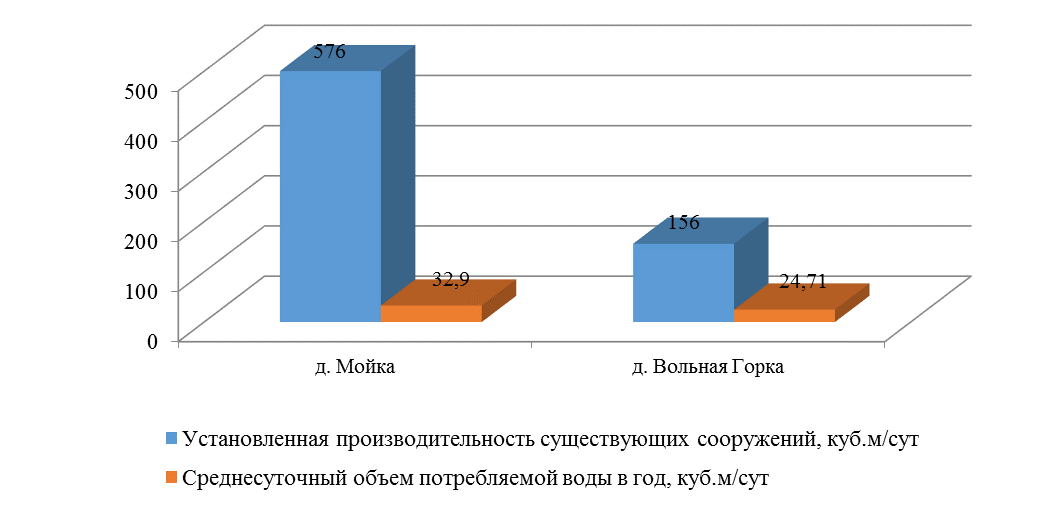 576
500
400
300
200
100
0
32,9
156
24,71
д. Мойка
д. Вольная Горка
Установленная производительность существующих сооружений, куб.м/сут
Среднесуточный объем потребляемой воды в год, куб.м/сут